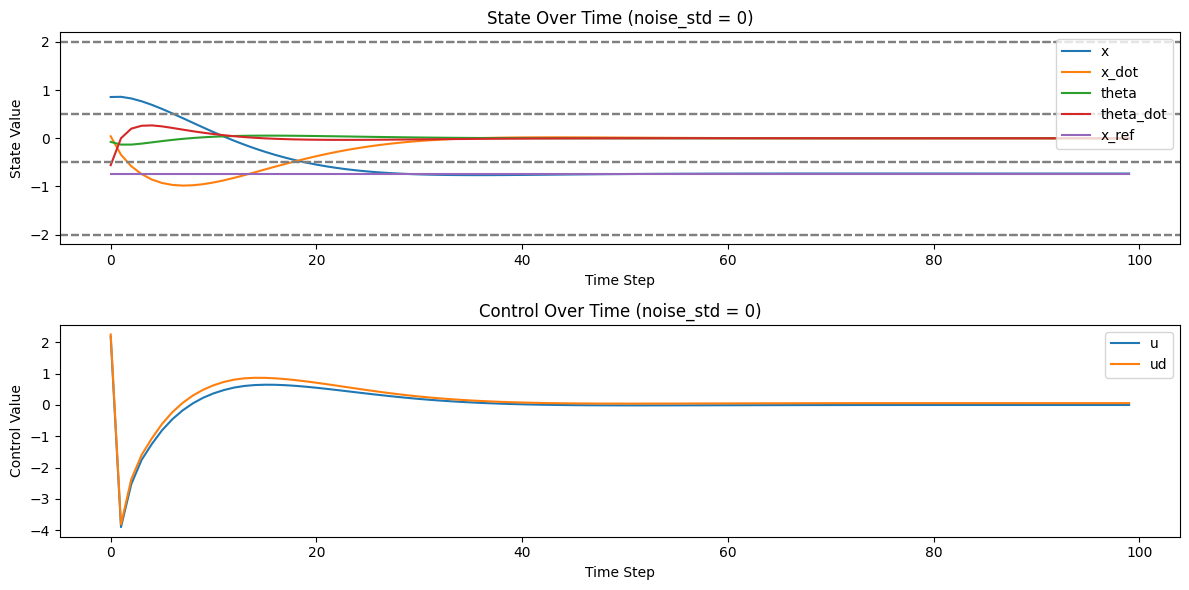 State Over Time (noise_std = 0)
State Value
2
1
0
−1
−2
x
x_dot
theta
theta_dot
x_ref
0
20
40
60
80
100
Time Step
Control Over Time (noise_std = 0)
Control Value
2
1
0
−1
−2
−3
−4
u
ud
0
20
40
60
80
100
Time Step